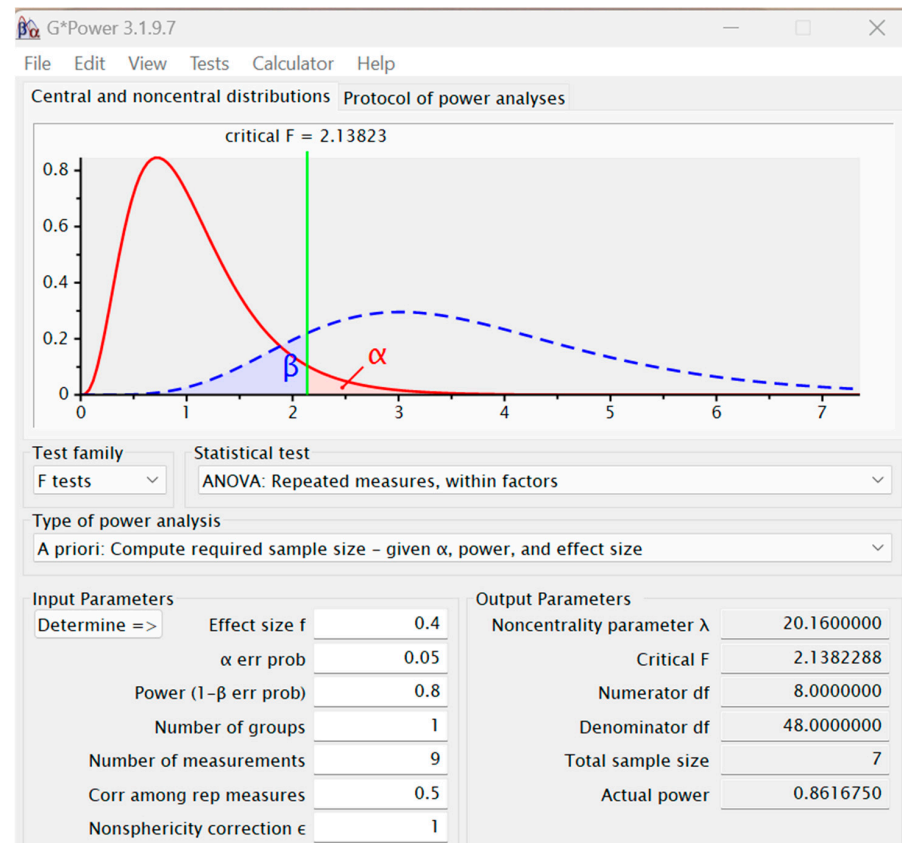 G*Power 3.1.9.7
File Edit View Tests Calculator Help
Central and noncentral distributions Protocol of power analyses
critical F = 2.13823
0.8
0.6
0.4
0.2
0
β
α
0 1 2 3 4 5 6 7
Test family Statistical test
F tests ANOVA: Repeated measures, within factors
Type of power analysis
A priori: Compute required sample size – given α, power, and effect size
Input Parameters Output Parameters
Determine => Effect size f 0.4 Noncentrality parameter λ 20.1600000
α err prob 0.05 Critical F 2.1382288
Power (1-β err prob) 0.8 Numerator df 8.0000000
Number of groups 1 Denominator df 48.0000000
Number of measurements 9 Total sample size 7
Corr among rep measures 0.5 Actual power 0.8616750
Nonsphericity correction ϵ 1